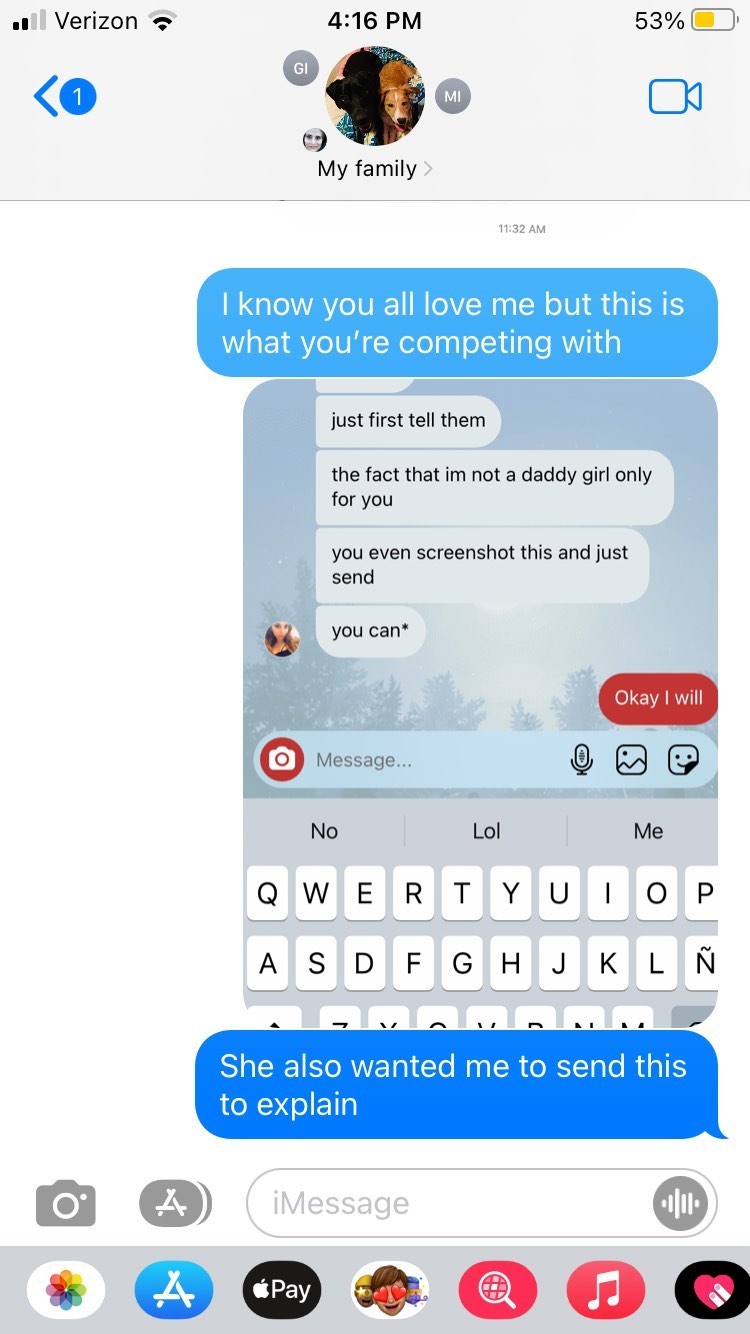 Verizon 4:16 PM 53%
1
GI
MI
My family
11:32 AM
I know you all love me but this is
what you're competing with
just first tell them
the fact that im not a daddy girl only
for you
you even screenshot this and just
send
you can*
Okay I will
Message...
No Lol Me
Q W E R T Y U I O P
A S D F G H J K L Ñ
She also wanted me to send this
to explain
iMessage
Pay